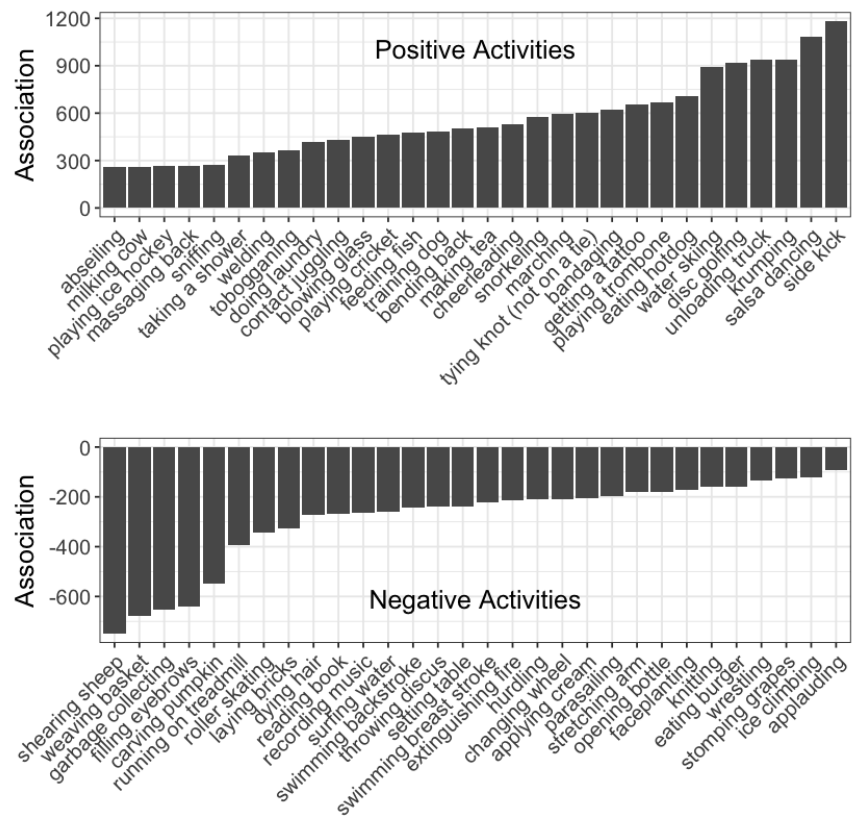 Positive Activities
Association
1200
900
600
300
0
abseiling
milking cow
playing ice hockey
massaging back
sniffing
taking a shower
welding
tobogganing
doing laundry
contact juggling
blowing glass
playing cricket
feeding fish
training dog
bending back
making tea
cheerleading
snorkeling
marching
tying knot (not on a tie)
bandaging
getting a tattoo
playing trombone
eating hotdog
water skiing
disc golfing
unloading truck
krumping
salsa dancing
side kick
Association
0
-200
-400
-600
Negative Activities
shearing sheep
weaving basket
garbage collecting
filling eyebrows
carving pumpkin
running on treadmill
roller skating
laying bricks
dying hair
reading book
recording music
surfing water
swimming backstroke
throwing discus
setting table
swimming breast stroke
extinguishing fire
hurdling
changing wheel
applying cream
parasailing
stretching arm
opening bottle
faceplanting
knitting
eating burger
wrestling
stomping grapes
ice climbing
applauding